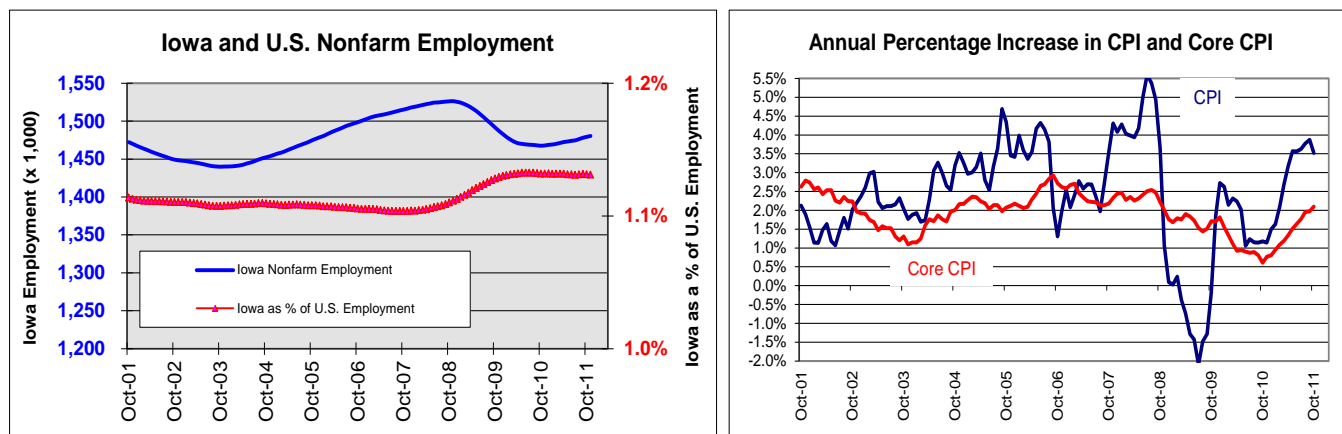 Iowa and U.S. Nonfarm Employment
Iowa Employment (x 1,000)
1,550
1,500
1,450
1,400
1,350
1,300
1,250
1,200
Iowa Nonfarm Employment
Iowa as % of U.S. Employment
1.2%
1.1%
1.0%
Iowa as a % of U.S. Employment
Oct-01
Oct-02
Oct-03
Oct-04
Oct-05
Oct-06
Oct-07
Oct-08
Oct-09
Oct-10
Oct-11
Annual Percentage Increase in CPI and Core CPI
5.5%
5.0%
4.5%
4.0%
3.5%
3.0%
2.5%
2.0%
1.5%
1.0%
0.5%
0.0%
-0.5%
-1.0%
-1.5%
-2.0%
CPI
Core CPI
Oct-01
Oct-02
Oct-03
Oct-04
Oct-05
Oct-06
Oct-07
Oct-08
Oct-09
Oct-10
Oct-11